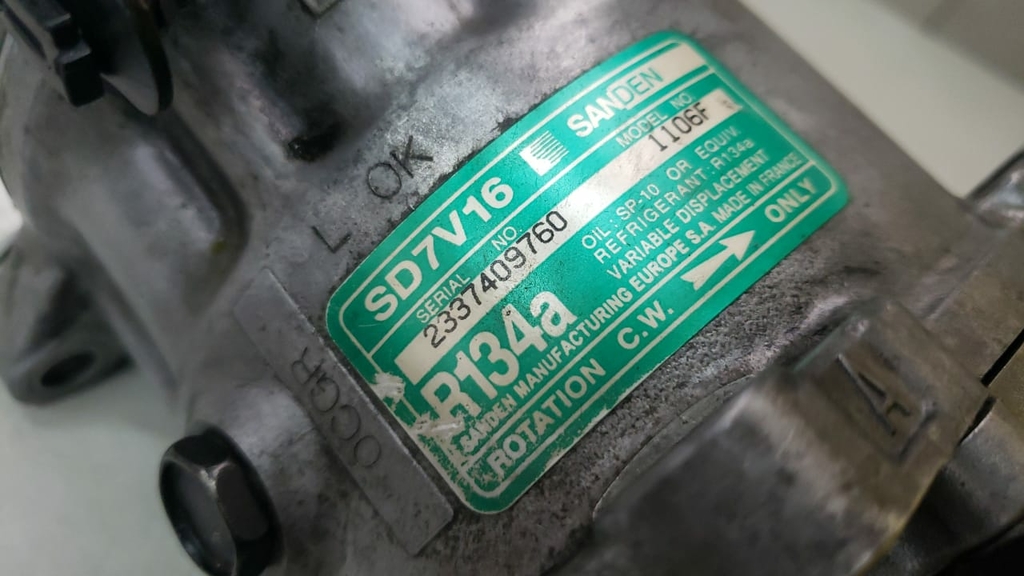 L OK
OCCGR
SD7V16 SANDEN
SERIAL NO. MODEL NO.
2337409760 1106F
R134a
OIL: SP-10 OR EQUIV.
REFRIGERANT: R134a
VARIABLE DISPLACEMENT
SANDEN MANUFACTURING EUROPE S.A. MADE IN FRANCE
ROTATION C.W. ONLY
A